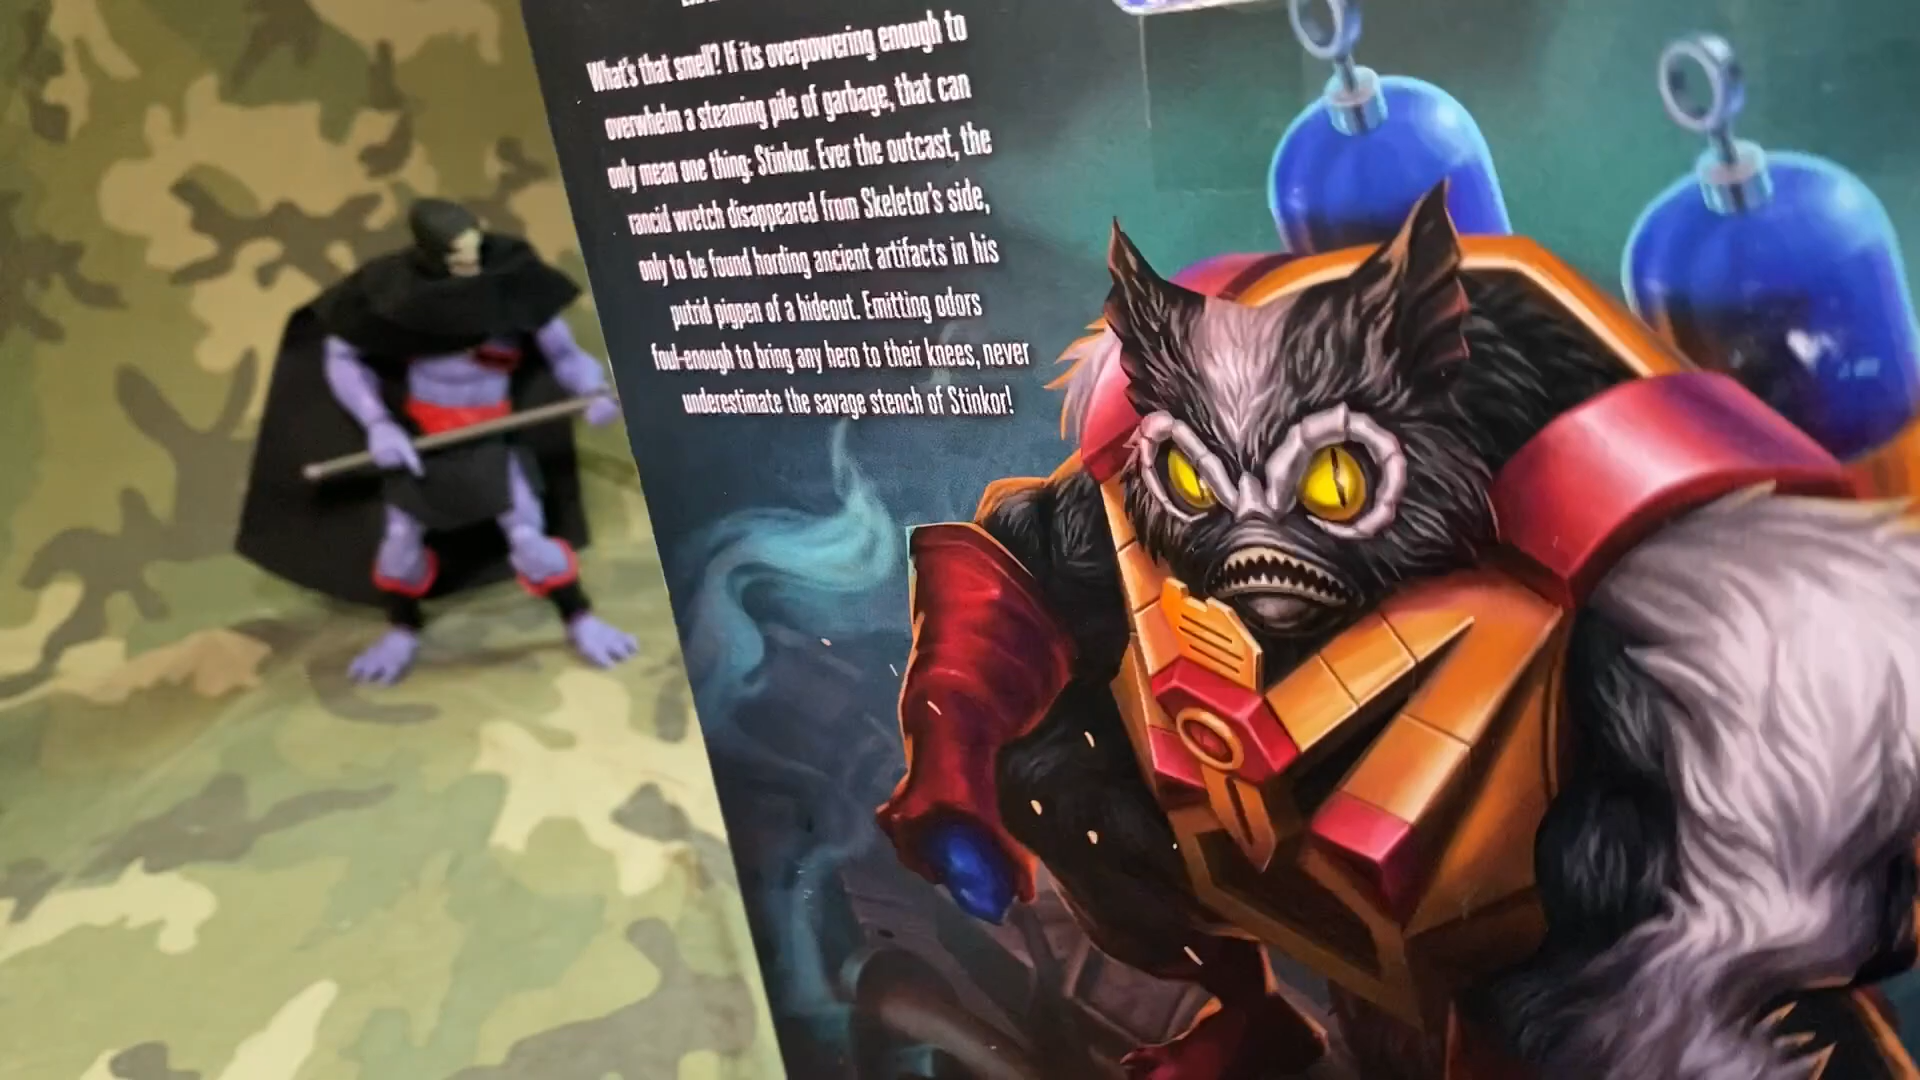 What's that smell? If its overpowering enough to
overwhelm a steaming pile of garbage, that can
only mean one thing: Stinkor. Ever the outcast, the
rancid wretch disappeared from Skeletor's side,
only to be found hording ancient artifacts in his
putrid pigpen of a hideout. Emitting odors
foul-enough to bring any hero to their knees, never
underestimate the savage stench of Stinkor!